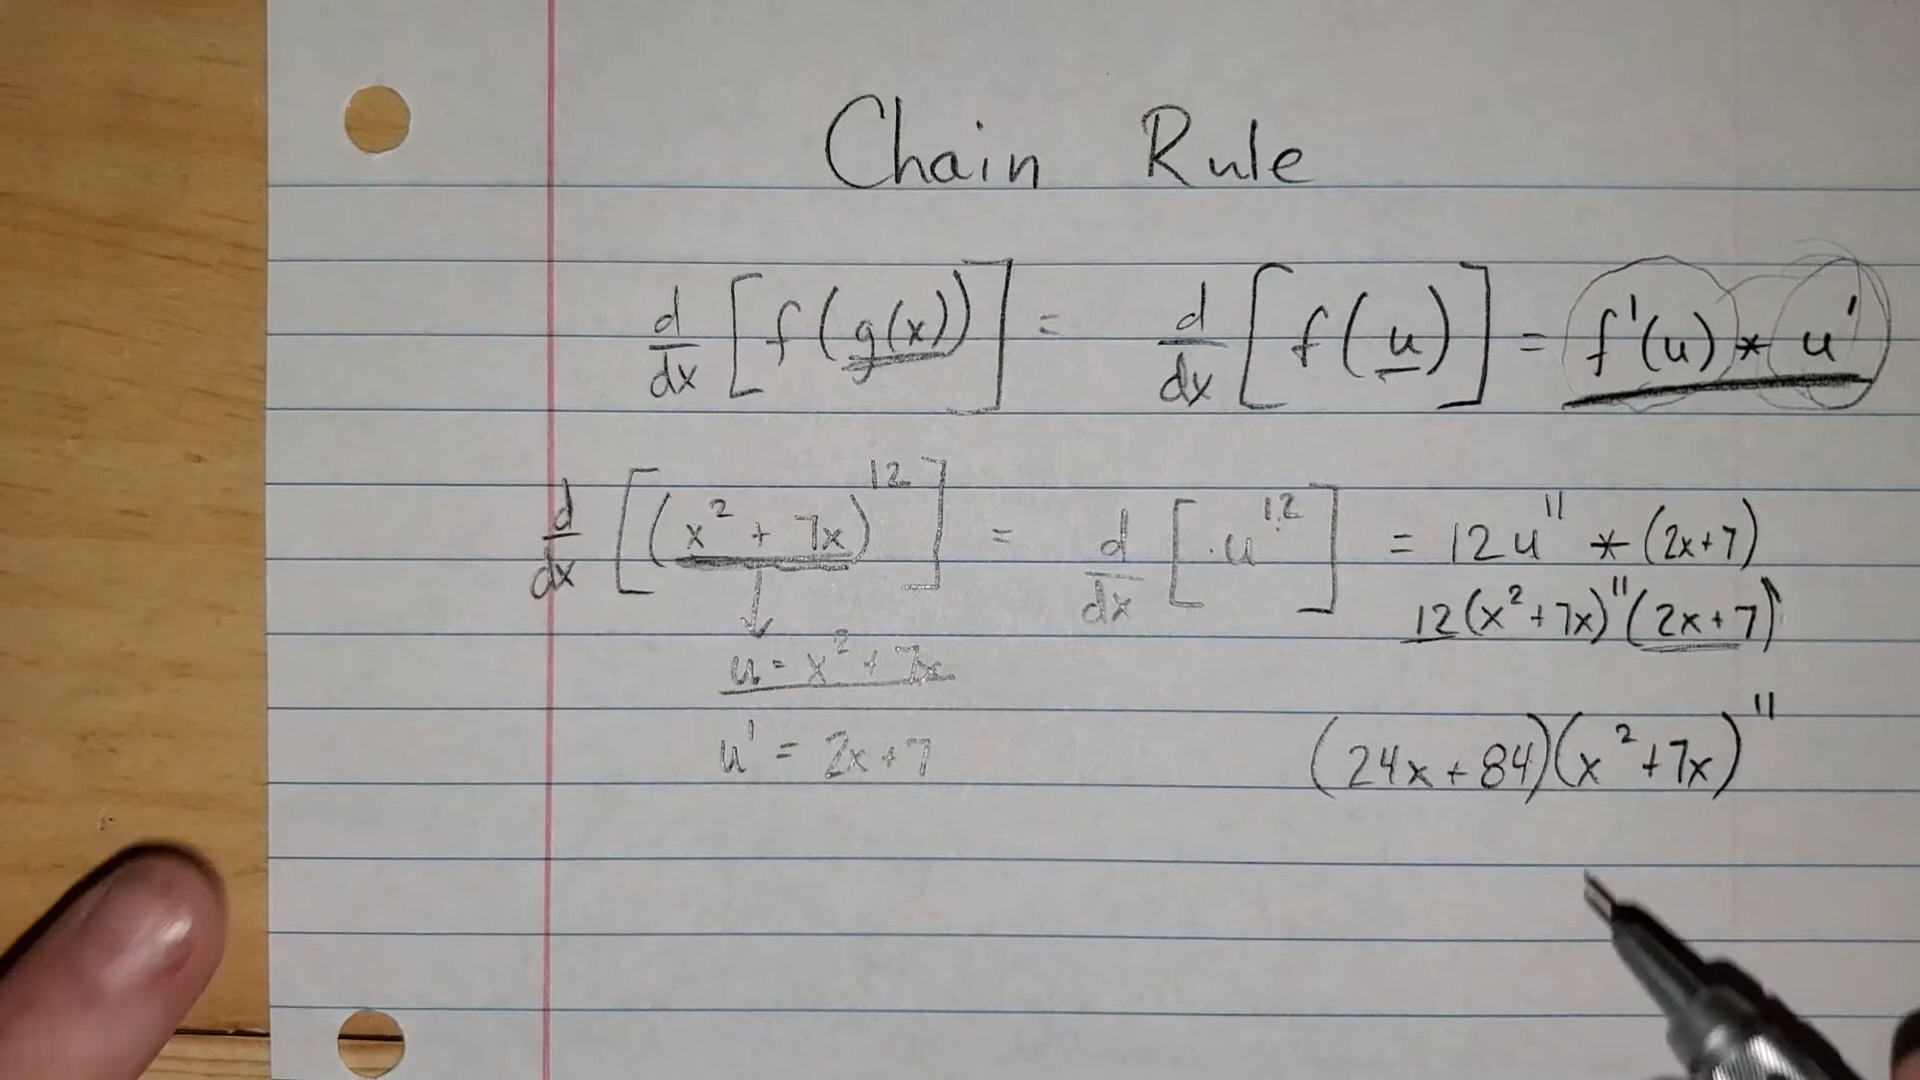 Chain Rule
d/dx [f(g(x))] = d/dx [f(u)] = f'(u) * u'
d/dx [(x² + 7x)¹²] = d/dx [u¹²] = 12u¹¹ * (2x+7)
12(x²+7x)¹¹(2x+7)
u = x² + 7x
u' = 2x+7
(24x+84)(x²+7x)¹¹